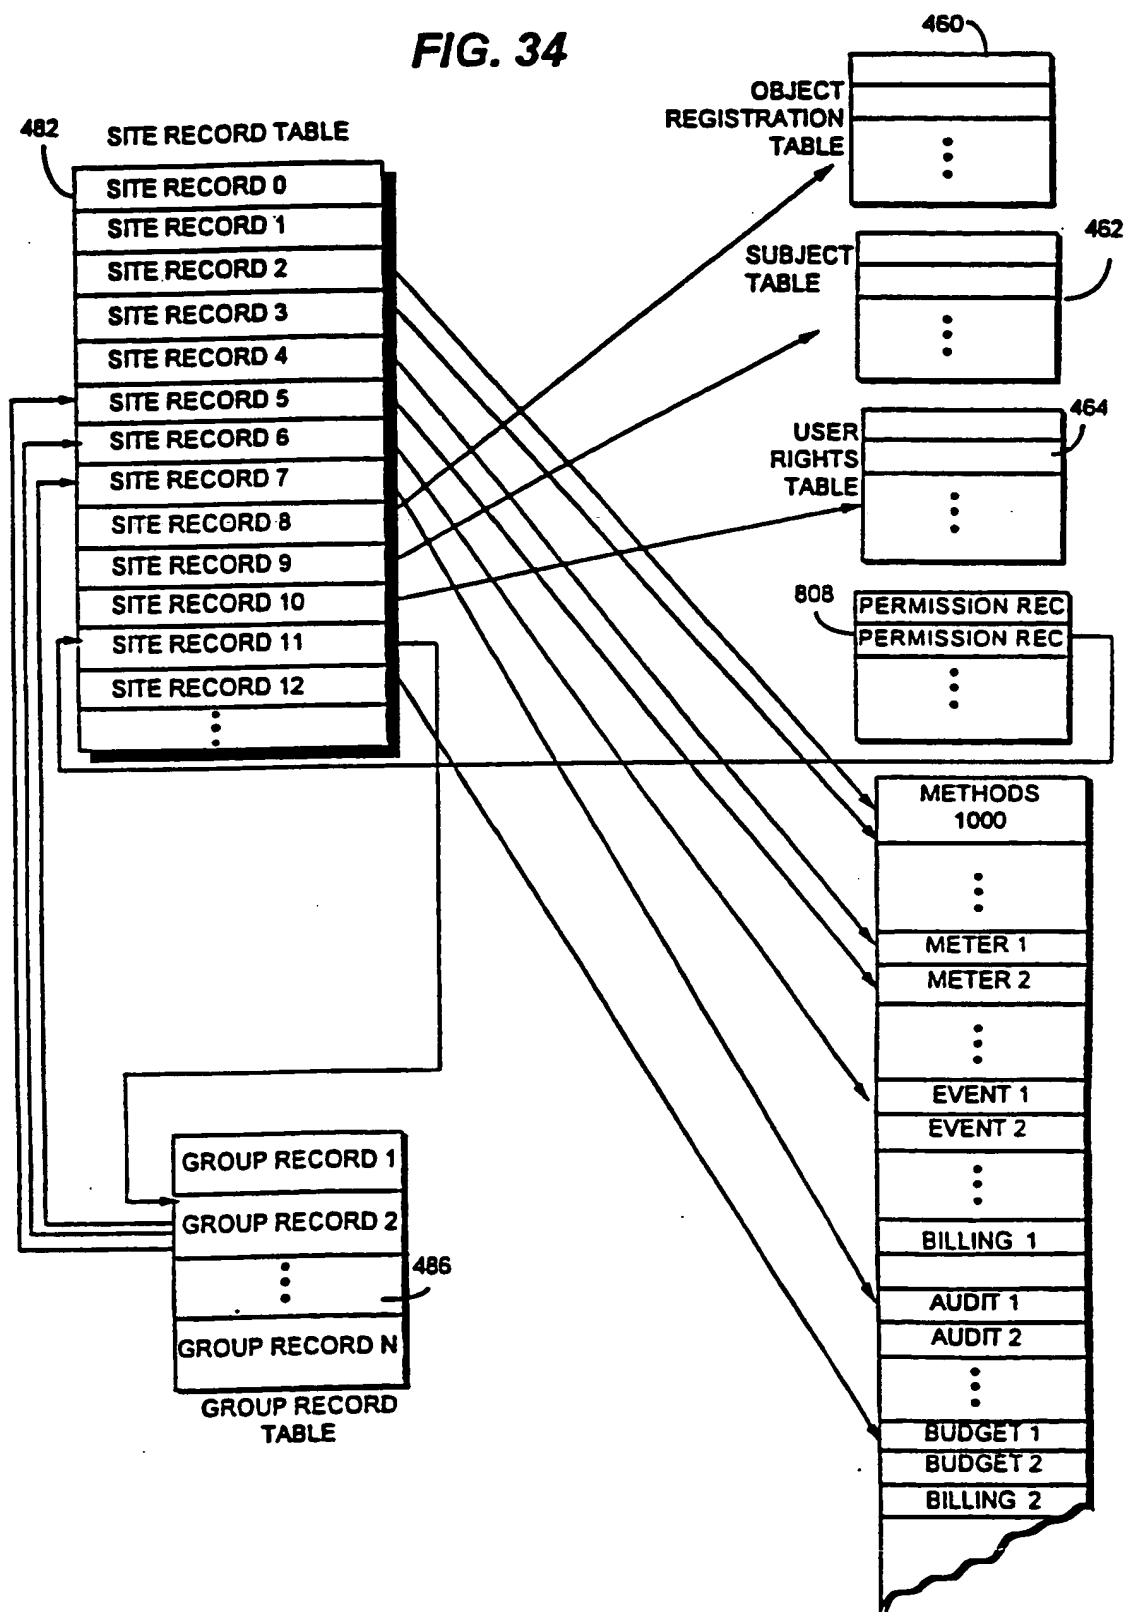 FIG. 34
482
SITE RECORD TABLE
SITE RECORD 0
SITE RECORD 1
SITE RECORD 2
SITE RECORD 3
SITE RECORD 4
SITE RECORD 5
SITE RECORD 6
SITE RECORD 7
SITE RECORD 8
SITE RECORD 9
SITE RECORD 10
SITE RECORD 11
SITE RECORD 12
460
OBJECT
REGISTRATION
TABLE
462
SUBJECT
TABLE
464
USER
RIGHTS
TABLE
808
PERMISSION REC
PERMISSION REC
METHODS
1000
METER 1
METER 2
EVENT 1
EVENT 2
BILLING 1
AUDIT 1
AUDIT 2
BUDGET 1
BUDGET 2
BILLING 2
GROUP RECORD 1
GROUP RECORD 2
486
GROUP RECORD N
GROUP RECORD
TABLE